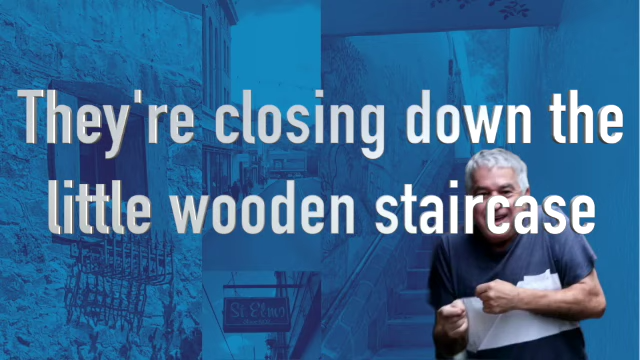 They're closing down the
little wooden staircase
St Elmo